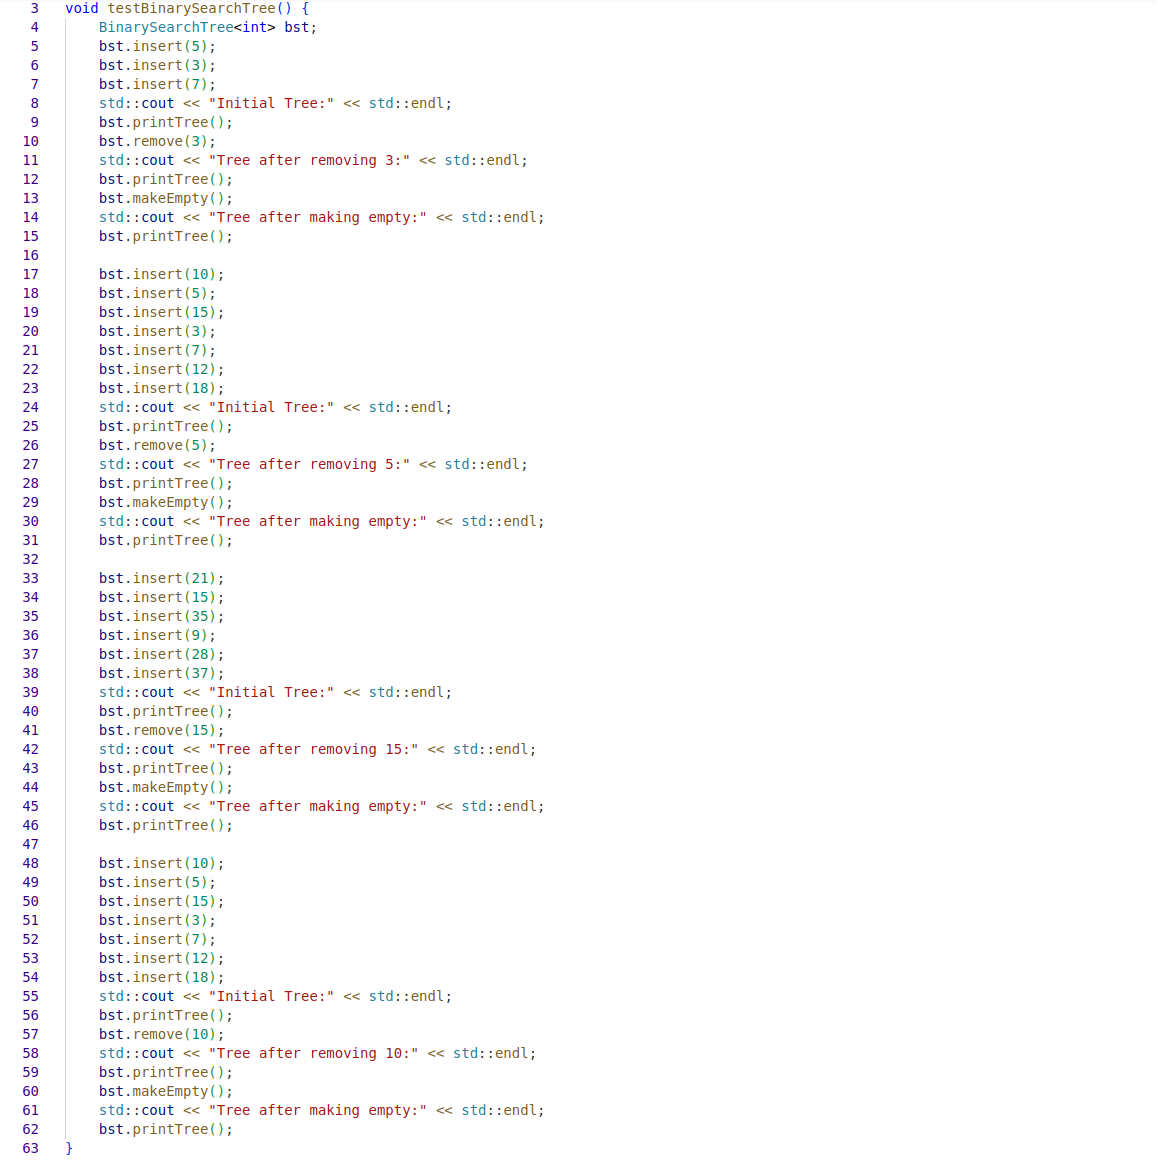 3 void testBinarySearchTree() {
4     BinarySearchTree<int> bst;
5     bst.insert(5);
6     bst.insert(3);
7     bst.insert(7);
8     std::cout << "Initial Tree:" << std::endl;
9     bst.printTree();
10     bst.remove(3);
11     std::cout << "Tree after removing 3:" << std::endl;
12     bst.printTree();
13     bst.makeEmpty();
14     std::cout << "Tree after making empty:" << std::endl;
15     bst.printTree();
16
17     bst.insert(10);
18     bst.insert(5);
19     bst.insert(15);
20     bst.insert(3);
21     bst.insert(7);
22     bst.insert(12);
23     bst.insert(18);
24     std::cout << "Initial Tree:" << std::endl;
25     bst.printTree();
26     bst.remove(5);
27     std::cout << "Tree after removing 5:" << std::endl;
28     bst.printTree();
29     bst.makeEmpty();
30     std::cout << "Tree after making empty:" << std::endl;
31     bst.printTree();
32
33     bst.insert(21);
34     bst.insert(15);
35     bst.insert(35);
36     bst.insert(9);
37     bst.insert(28);
38     bst.insert(37);
39     std::cout << "Initial Tree:" << std::endl;
40     bst.printTree();
41     bst.remove(15);
42     std::cout << "Tree after removing 15:" << std::endl;
43     bst.printTree();
44     bst.makeEmpty();
45     std::cout << "Tree after making empty:" << std::endl;
46     bst.printTree();
47
48     bst.insert(10);
49     bst.insert(5);
50     bst.insert(15);
51     bst.insert(3);
52     bst.insert(7);
53     bst.insert(12);
54     bst.insert(18);
55     std::cout << "Initial Tree:" << std::endl;
56     bst.printTree();
57     bst.remove(10);
58     std::cout << "Tree after removing 10:" << std::endl;
59     bst.printTree();
60     bst.makeEmpty();
61     std::cout << "Tree after making empty:" << std::endl;
62     bst.printTree();
63 }